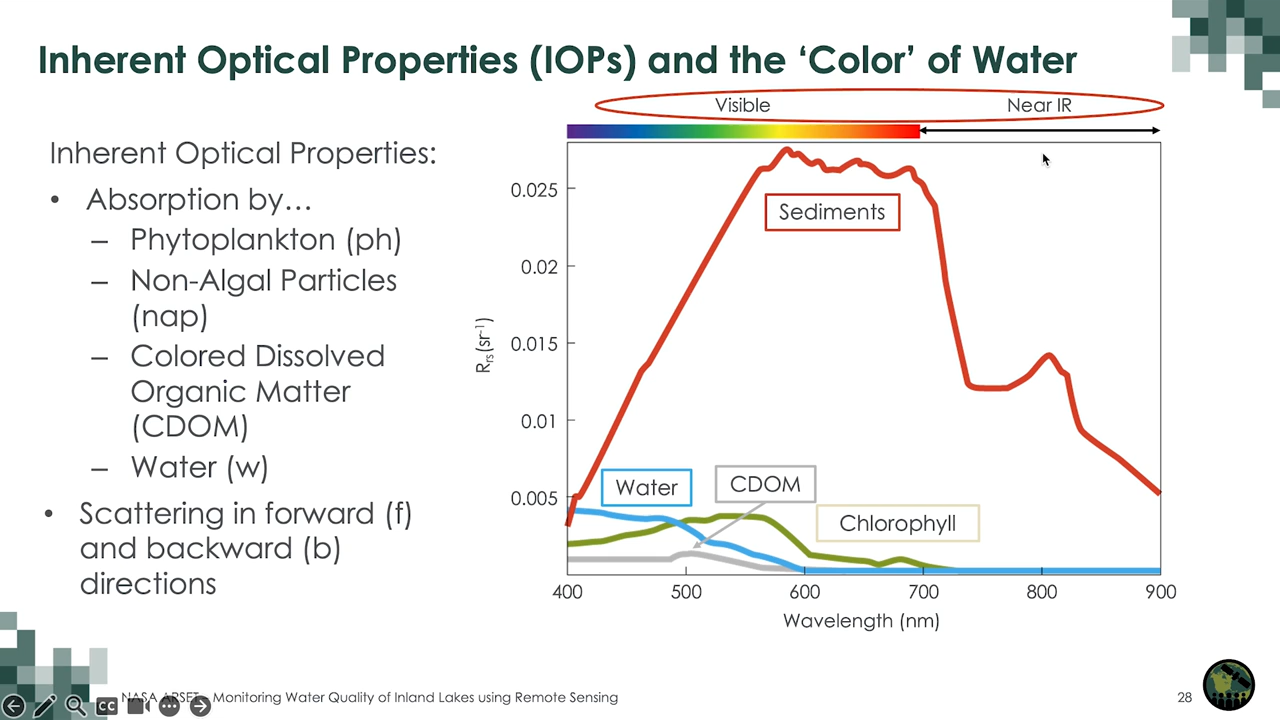 Inherent Optical Properties (IOPs) and the ‘Color’ of Water
Inherent Optical Properties:
• Absorption by…
– Phytoplankton (ph)
– Non-Algal Particles
(nap)
– Colored Dissolved
Organic Matter
(CDOM)
– Water (w)
• Scattering in forward (f)
and backward (b)
directions
Visible
Near IR
Rrs (sr-1)
0.025
0.02
0.015
0.01
0.005
Sediments
Water
CDOM
Chlorophyll
400 500 600 700 800 900
Wavelength (nm)
CC
NASA ARSET – Monitoring Water Quality of Inland Lakes using Remote Sensing
28